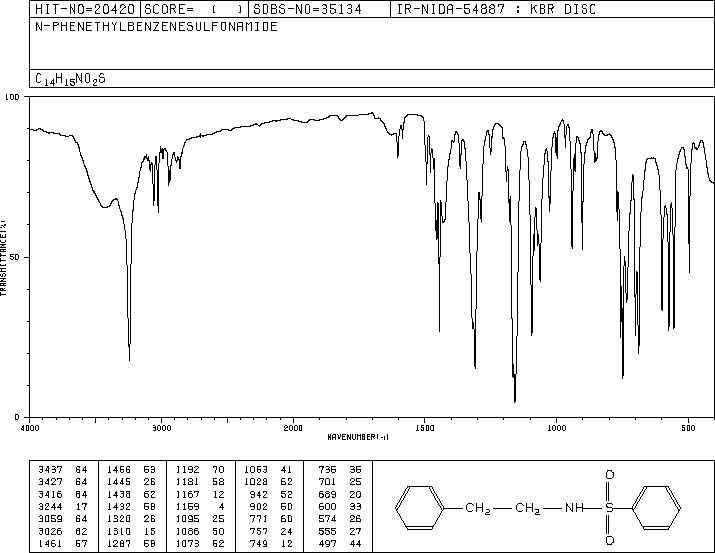 HIT-NO=20420 SCORE= ( ) SDBS-NO=35134 IR-NIDA-54887 : KBR DISC
N-PHENETHYLBENZENESULFONAMIDE
C14H15NO2S
100
50
0
TRANSMITTANCE(%)
4000 3000 2000 1500 1000 500
WAVENUMBER(-1)
3437 64 1466 53 1192 70 1063 41 735 35
3427 64 1445 26 1181 58 1028 62 701 25
3416 64 1438 62 1167 12 942 52 689 20
3244 17 1432 58 1159 4 902 50 600 33
3059 64 1320 26 1095 25 771 60 574 26
3026 62 1310 15 1086 50 757 24 555 27
1461 57 1287 58 1073 52 749 12 497 44
O
CH2 CH2 NH S
O